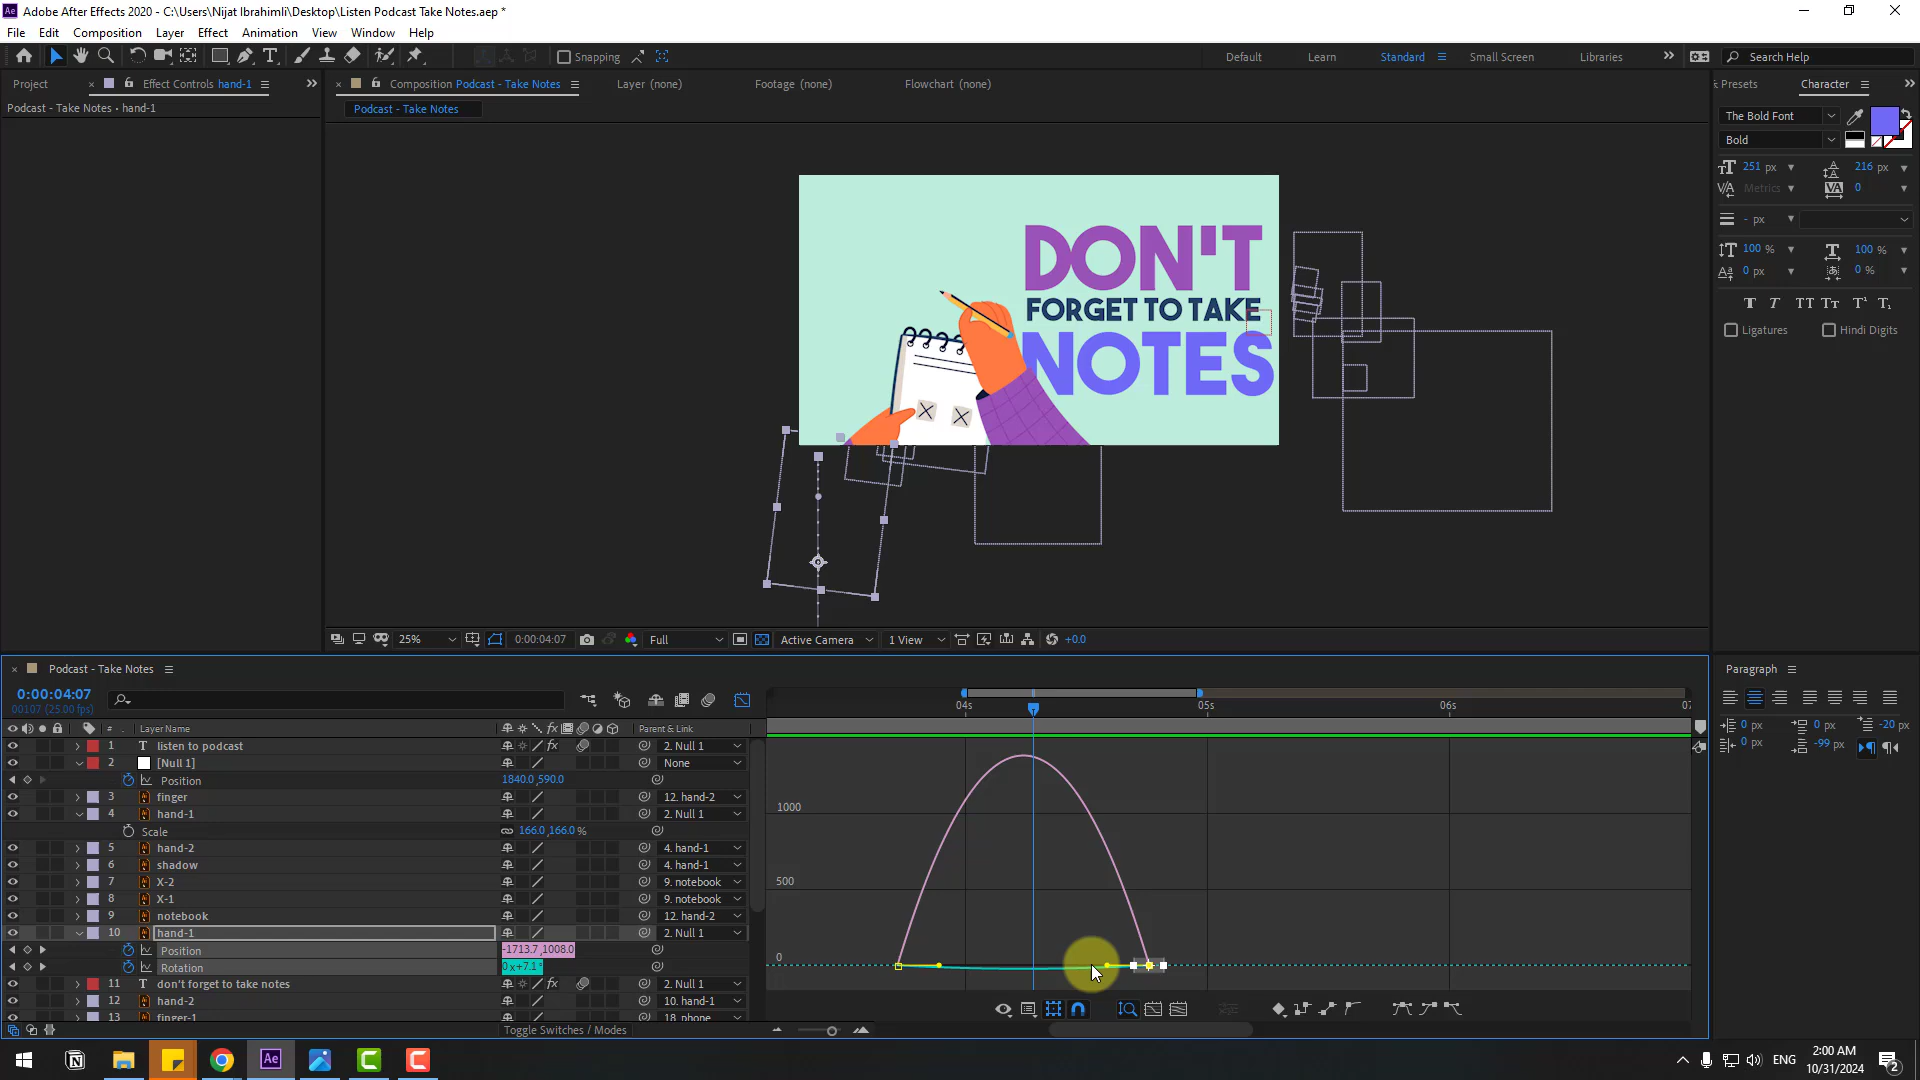 Adobe After Effects 2020 - C:\Users\Nijat Ibrahimli\Desktop\Listen Podcast Take Notes.aep *
File Edit Composition Layer Effect Animation View Window Help
Snapping
Default Learn Standard Small Screen Libraries Search Help
Project Effect Controls hand-1
Composition Podcast - Take Notes Layer (none) Footage (none) Flowchart (none)
Presets Character
Podcast - Take Notes • hand-1
Podcast - Take Notes
The Bold Font
Bold
251 px 216 px
Metrics 0
- px
100 % 100 %
0 px 0 %
Ligatures Hindi Digits
DON'T
FORGET TO TAKE
NOTES
25% 0:00:04:07 Full Active Camera 1 View +0.0
Podcast - Take Notes
0:00:04:07
00107 (25.00 fps)
# Layer Name Parent & Link
1 T listen to podcast 2. Null 1
2 [Null 1] None
Position 1840.0,590.0
3 finger 12. hand-2
4 hand-1 2. Null 1
Scale 166.0,166.0 %
5 hand-2 4. hand-1
6 shadow 4. hand-1
7 X-2 9. notebook
8 X-1 9. notebook
9 notebook 12. hand-2
10 hand-1 2. Null 1
Position -1713.7,1008.0
Rotation 0 x+7.1 °
11 T don't forget to take notes 2. Null 1
12 hand-2 10. hand-1
13 finger-1 18. phone
Toggle Switches / Modes
04s 05s 06s 07
1000
500
0
Paragraph
0 px 0 px -20 px
0 px -99 px
ENG
2:00 AM
10/31/2024
2